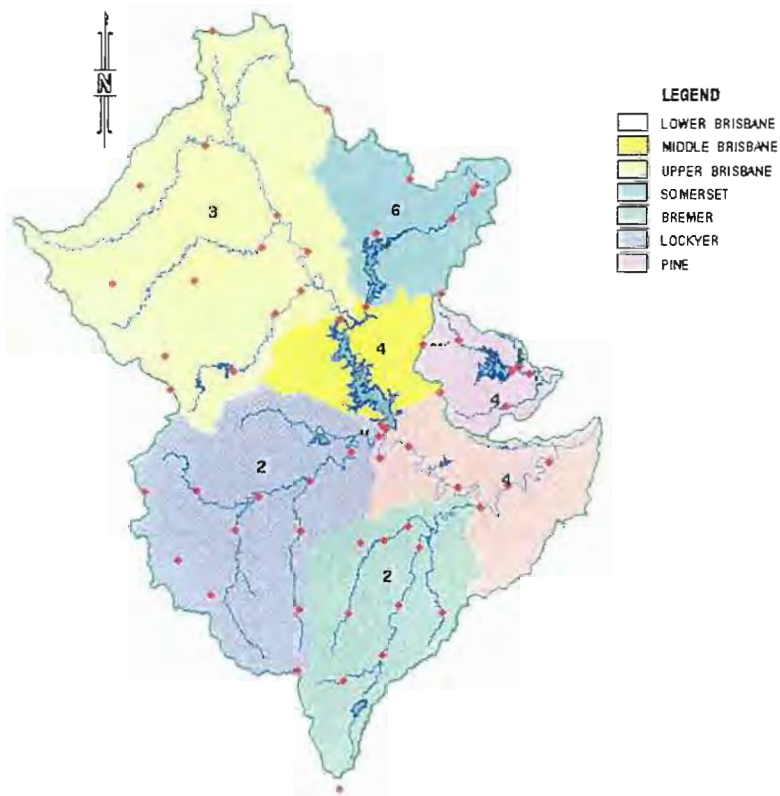 N
LEGEND
LOWER BRISBANE
MIDDLE BRISBANE
UPPER BRISBANE
SOMERSET
BREMER
LOCKYER
PINE
3
6
4
4
2
4
2